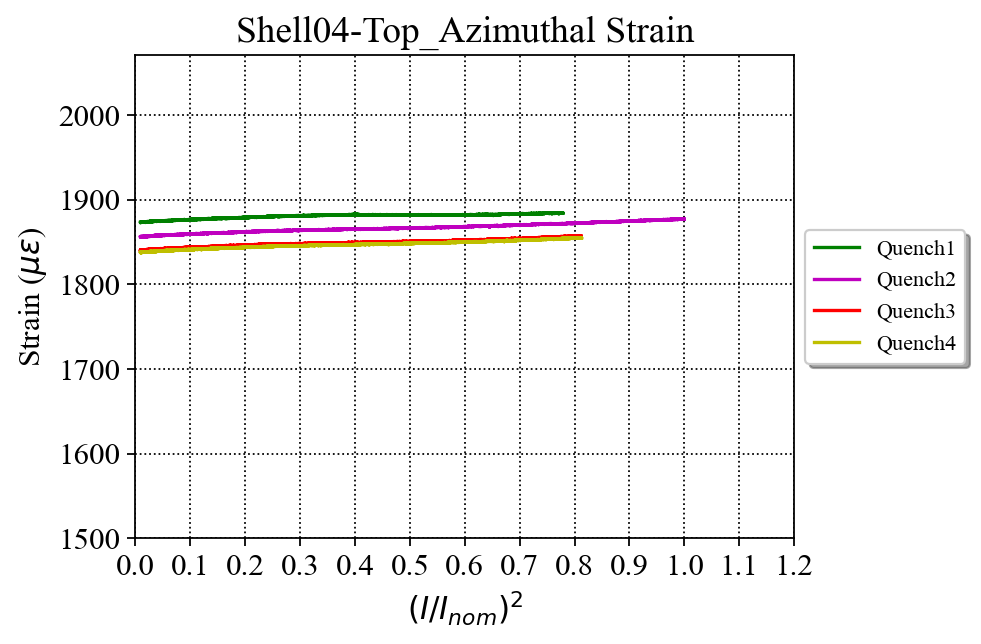 Shell04-Top_Azimuthal Strain
Strain (με)
2000
1900
1800
1700
1600
1500
0.0 0.1 0.2 0.3 0.4 0.5 0.6 0.7 0.8 0.9 1.0 1.1 1.2
(I/I_{nom})^2
Quench1
Quench2
Quench3
Quench4